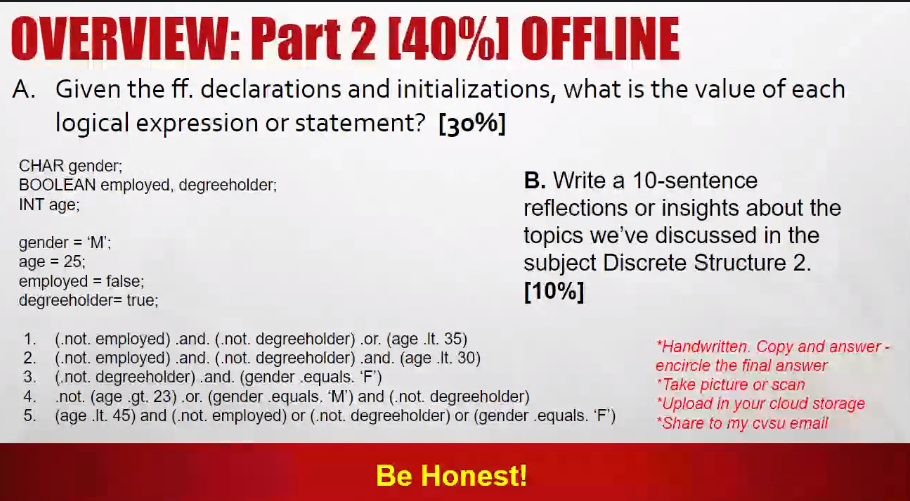 OVERVIEW: Part 2 [40%] OFFLINE
A. Given the ff. declarations and initializations, what is the value of each
logical expression or statement? [30%]
CHAR gender;
BOOLEAN employed, degreeholder;
INT age;
gender = ‘M’;
age = 25;
employed = false;
degreeholder= true;
B. Write a 10-sentence
reflections or insights about the
topics we’ve discussed in the
subject Discrete Structure 2.
[10%]
1. (.not. employed) .and. (.not. degreeholder) .or. (age .lt. 35)
2. (.not. employed) .and. (.not. degreeholder) .and. (age .lt. 30)
3. (.not. degreeholder) .and. (gender .equals. ‘F’)
4. .not. (age .gt. 23) .or. (gender .equals. ‘M’) and (.not. degreeholder)
5. (age .lt. 45) and (.not. employed) or (.not. degreeholder) or (gender .equals. ‘F’)
*Handwritten. Copy and answer -
encircle the final answer
*Take picture or scan
*Upload in your cloud storage
*Share to my cvsu email
Be Honest!